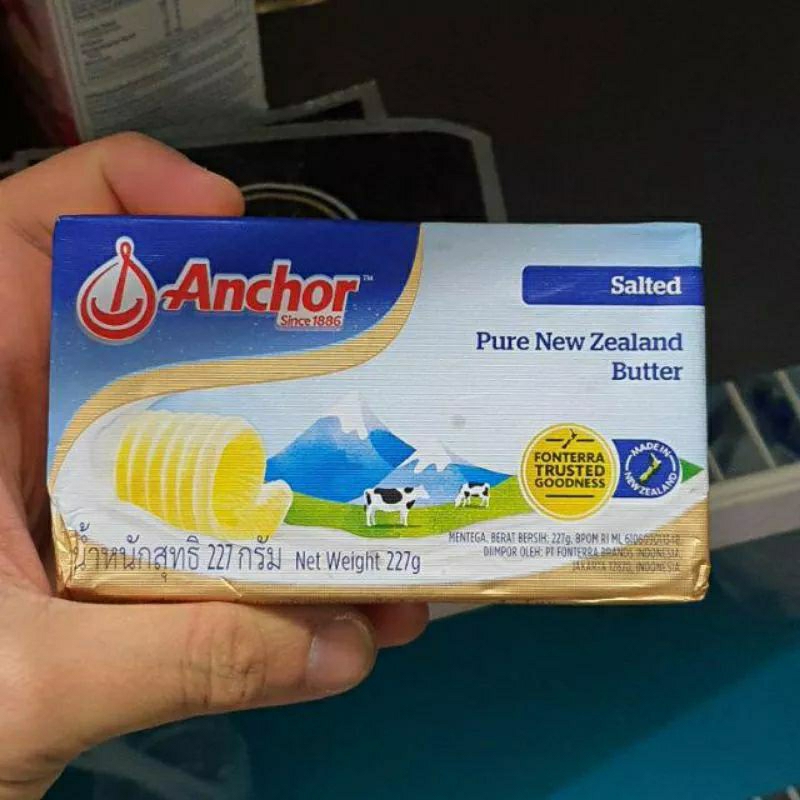 Anchor™
Since 1886
Salted
Pure New Zealand
Butter
FONTERRA
TRUSTED
GOODNESS
MADE IN
NEW ZEALAND
น้ำหนักสุทธิ 227 กรัม Net Weight 227g
MENTEGA. BERAT BERSIH: 227g. BPOM RI ML
DIIMPOR OLEH: PT FONTERRA BRANDS INDONESIA,
JAKARTA 12870, INDONESIA